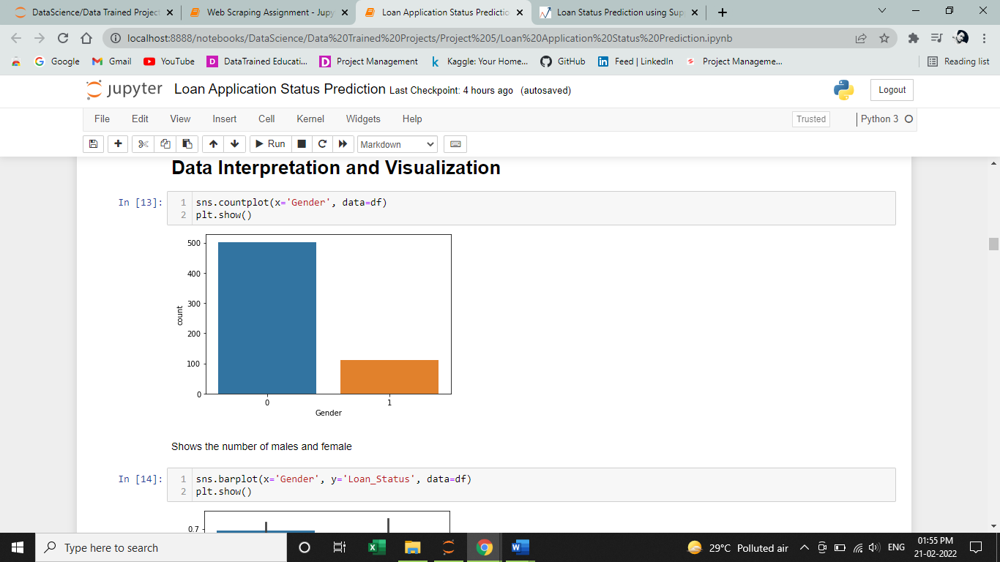 DataScience/Data Trained Project
Web Scraping Assignment - Jupy
Loan Application Status Predictio
Loan Status Prediction using Sup
localhost:8888/notebooks/DataScience/Data%20Trained%20Projects/Project%205/Loan%20Application%20Status%20Prediction.ipynb
Google Gmail YouTube DataTrained Educati... Project Management Kaggle: Your Home... GitHub Feed | LinkedIn Project Manageme... Reading list
jupyter Loan Application Status Prediction Last Checkpoint: 4 hours ago (autosaved) Logout
File Edit View Insert Cell Kernel Widgets Help Trusted Python 3
Run Markdown
Data Interpretation and Visualization
In [13]: 1 sns.countplot(x='Gender', data=df)
2 plt.show()
500
400
300
200
100
0
count
0 1
Gender
Shows the number of males and female
In [14]: 1 sns.barplot(x='Gender', y='Loan_Status', data=df)
2 plt.show()
0.7
Type here to search
29°C Polluted air
ENG
01:55 PM
21-02-2022